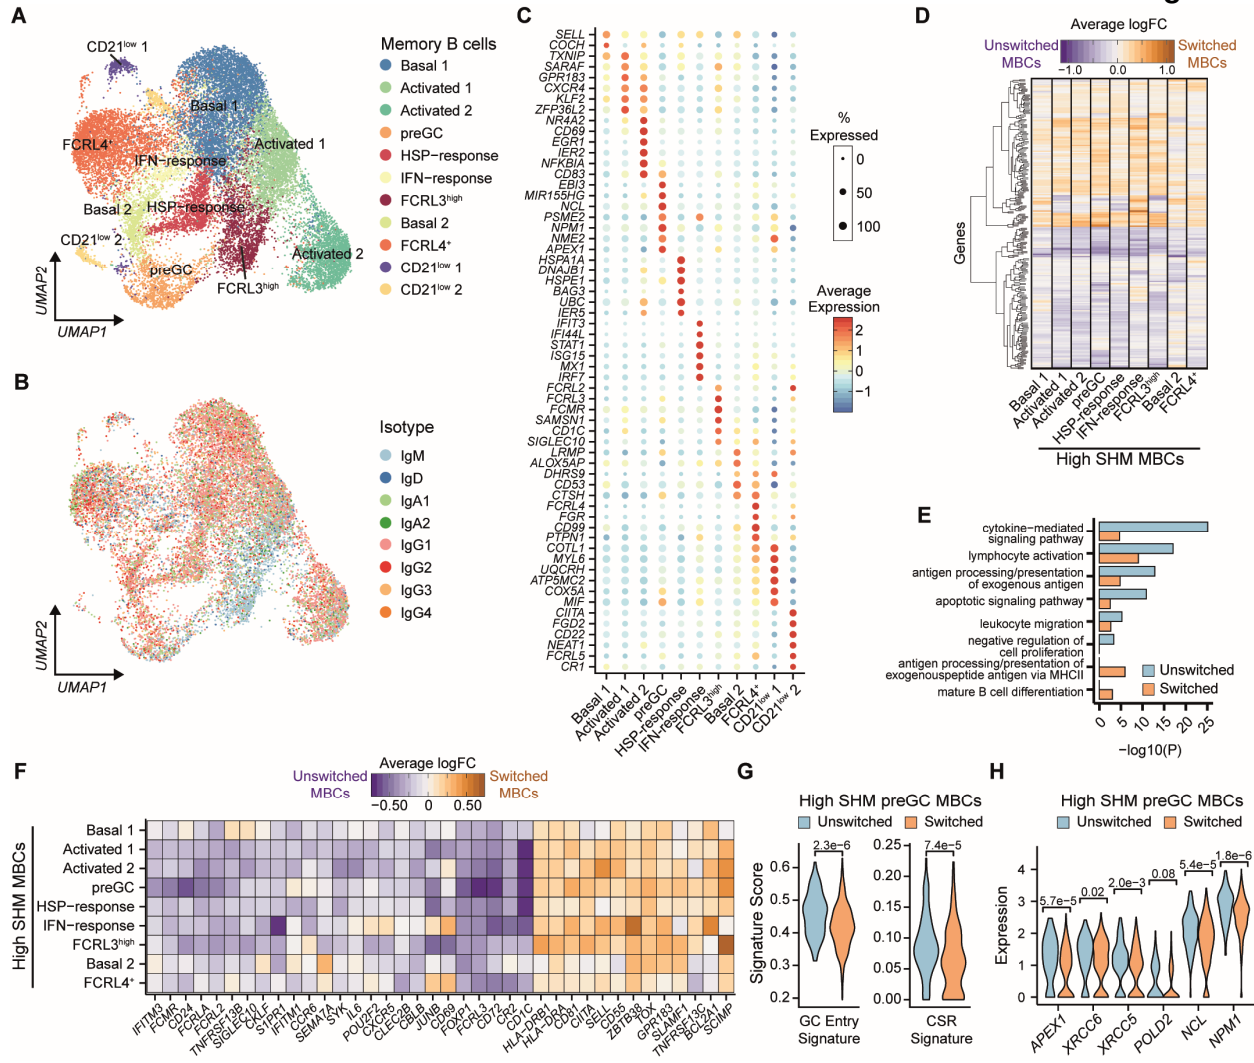 A
CD21low 1
Basal 1
FCRL4+
Activated 1
IFN−response
Basal 2
HSP−response
CD21low 2
preGC
Activated 2
FCRL3high
UMAP2
UMAP1
Memory B cells
Basal 1
Activated 1
Activated 2
preGC
HSP−response
IFN−response
FCRL3high
Basal 2
FCRL4+
CD21low 1
CD21low 2
B
UMAP2
UMAP1
Isotype
IgM
IgD
IgA1
IgA2
IgG1
IgG2
IgG3
IgG4
C
SELL
COCH
TXNIP
SARAF
GPR183
CXCR4
KLF2
ZFP36L2
NR4A2
CD69
EGR1
IER2
NFKBIA
CD83
EBI3
MIR155HG
NCL
PSME2
NPM1
NME2
APEX1
HSPA1A
DNAJB1
HSPE1
BAG3
UBC
IER5
IFIT3
IFI44L
STAT1
ISG15
MX1
IRF7
FCRL2
FCRL3
FCMR
SAMSN1
CD1C
SIGLEC10
LRMP
ALOX5AP
DHRS9
CD53
CTSH
FCRL4
FGR
CD99
PTPN1
COTL1
MYL6
UQCRH
ATP5MC2
COX5A
MIF
CIITA
FGD2
CD22
NEAT1
FCRL5
CR1
Basal 1
Activated 1
Activated 2
preGC
HSP−response
IFN−response
FCRL3high
Basal 2
FCRL4+
CD21low 1
CD21low 2
%
Expressed
0
50
100
Average
Expression
2
1
0
−1
D
Average logFC
Unswitched
MBCs
Switched
MBCs
−1.0 0.0 1.0
Genes
Basal 1
Activated 1
Activated 2
preGC
HSP−response
IFN−response
FCRL3high
Basal 2
FCRL4+
High SHM MBCs
E
cytokine−mediated
signaling pathway
lymphocyte activation
antigen processing/presentation
of exogenous antigen
apoptotic signaling pathway
leukocyte migration
negative regulation of
cell proliferation
antigen processing/presentation of
exogenouspeptide antigen via MHCII
mature B cell differentiation
Unswitched
Switched
0 5 10 15 20 25
−log10(P)
F
Average logFC
Unswitched
MBCs
Switched
MBCs
−0.50 0 0.50
High SHM MBCs
Basal 1
Activated 1
Activated 2
preGC
HSP−response
IFN−response
FCRL3high
Basal 2
FCRL4+
IFITM3
FCMR
CD24
FCRLA
FCRL2
TNFRSF13B
SIGLEC10
CKLF
S1PR1
IFITM1
CCR6
SEMA7A
SYK
IL6
POU2F2
CXCR5
CLEC2B
CBLB
JUNB
CD69
FOXP1
FCRL3
CD72
CR2
CD1C
HLA−DRB1
HLA−DRA
CD81
CIITA
SELL
CD55
ZBTB38
TOX
GPR183
SLAMF1
TNFRSF13C
BCL2A1
SCIMP
G
High SHM preGC MBCs
Unswitched Switched
Signature Score
2.3e−6
0.6
0.5
0.4
0.3
0.2
GC Entry
Signature
7.4e−5
0.25
0.20
0.15
0.10
0.05
0.00
CSR
Signature
H
High SHM preGC MBCs
Unswitched Switched
Expression
4
3
2
1
0
5.7e−5
0.02
2.0e−3
0.08
5.4e−5
1.8e−6
APEX1
XRCC6
XRCC5
POLD2
NCL
NPM1